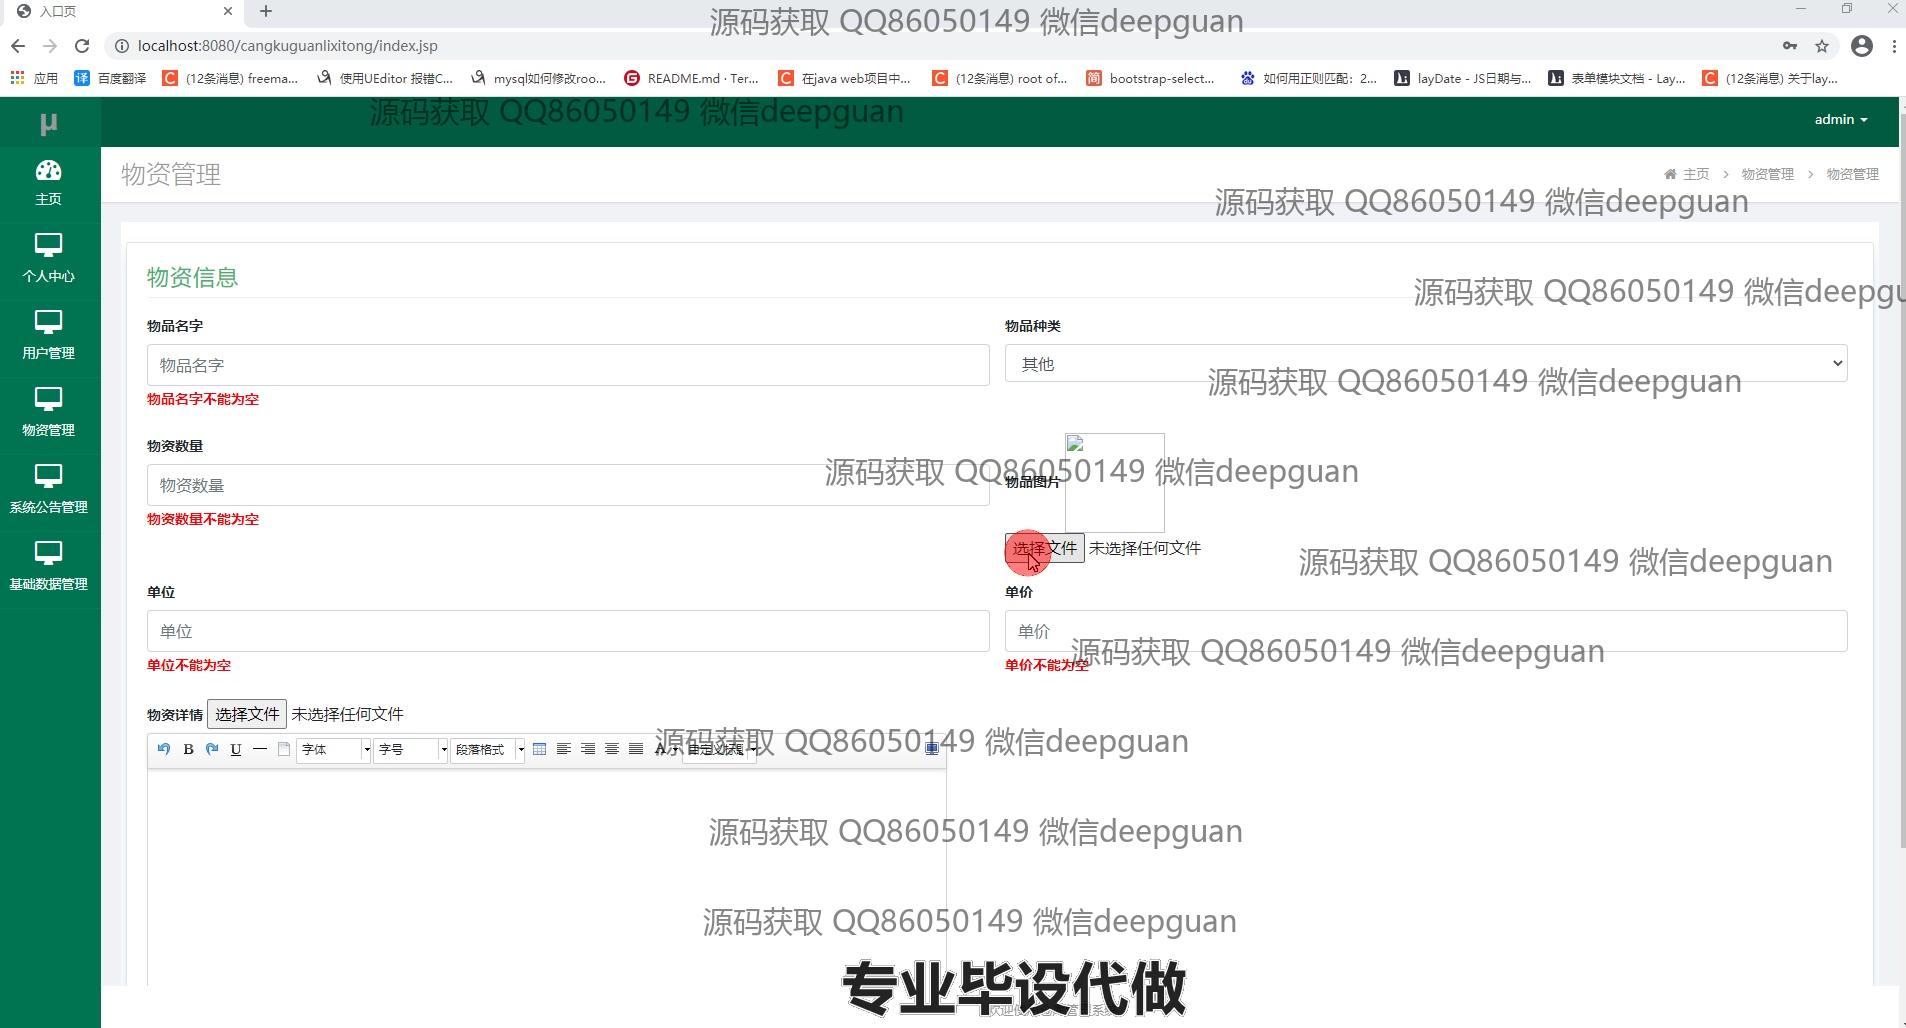 入口页
源码获取 QQ86050149 微信deepguan
localhost:8080/cangkuguanlixitong/index.jsp
应用
百度翻译
(12条消息) freema...
使用UEditor 报错C...
mysql如何修改roo...
README.md · Ter...
在java web项目中...
(12条消息) root of...
bootstrap-select...
如何用正则匹配：2...
layDate - JS日期与...
表单模块文档 - Lay...
(12条消息) 关于lay...
μ
源码获取 QQ86050149 微信deepguan
admin
主页
物资管理
主页 > 物资管理 > 物资管理
源码获取 QQ86050149 微信deepguan
个人中心
物资信息
源码获取 QQ86050149 微信deepgu
物品名字
物品种类
用户管理
物品名字
其他
源码获取 QQ86050149 微信deepguan
物品名字不能为空
物资管理
物资数量
源码获取 QQ86050149 微信deepguan
物资数量
物品图片
系统公告管理
物资数量不能为空
选择文件 未选择任何文件
源码获取 QQ86050149 微信deepguan
基础数据管理
单位
单价
单位
单价
源码获取 QQ86050149 微信deepguan
单位不能为空
单价不能为空
物资详情 选择文件 未选择任何文件
源码获取 QQ86050149 微信deepguan
B
U
字体
字号
段落格式
A
自定义标题
源码获取 QQ86050149 微信deepguan
源码获取 QQ86050149 微信deepguan
专业毕设代做